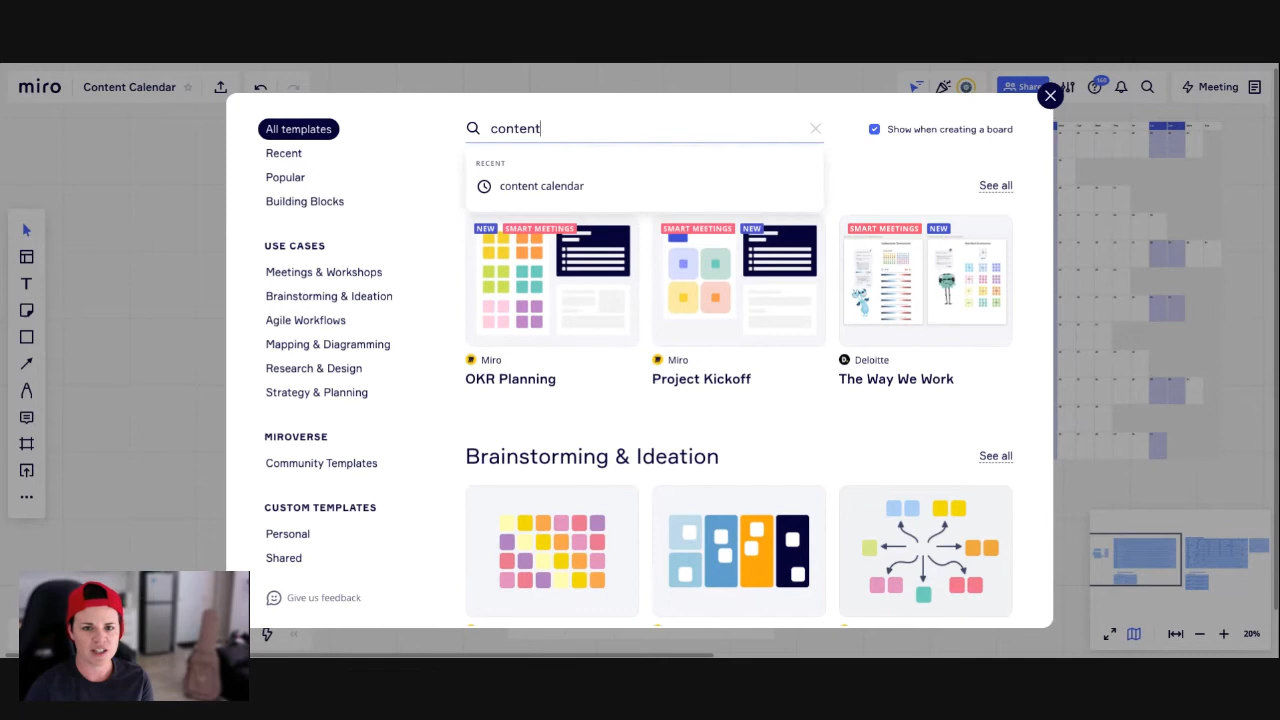 miro
Content Calendar
Share
160
Meeting
All templates
content
Show when creating a board
Recent
RECENT
content calendar
See all
Popular
Building Blocks
NEW SMART MEETINGS
SMART MEETINGS NEW
SMART MEETINGS NEW
USE CASES
Meetings & Workshops
Brainstorming & Ideation
Agile Workflows
Mapping & Diagramming
Research & Design
Strategy & Planning
Miro
Miro
Deloitte
OKR Planning
Project Kickoff
The Way We Work
MIROVERSE
Community Templates
Brainstorming & Ideation
See all
CUSTOM TEMPLATES
Personal
Shared
Give us feedback
20%